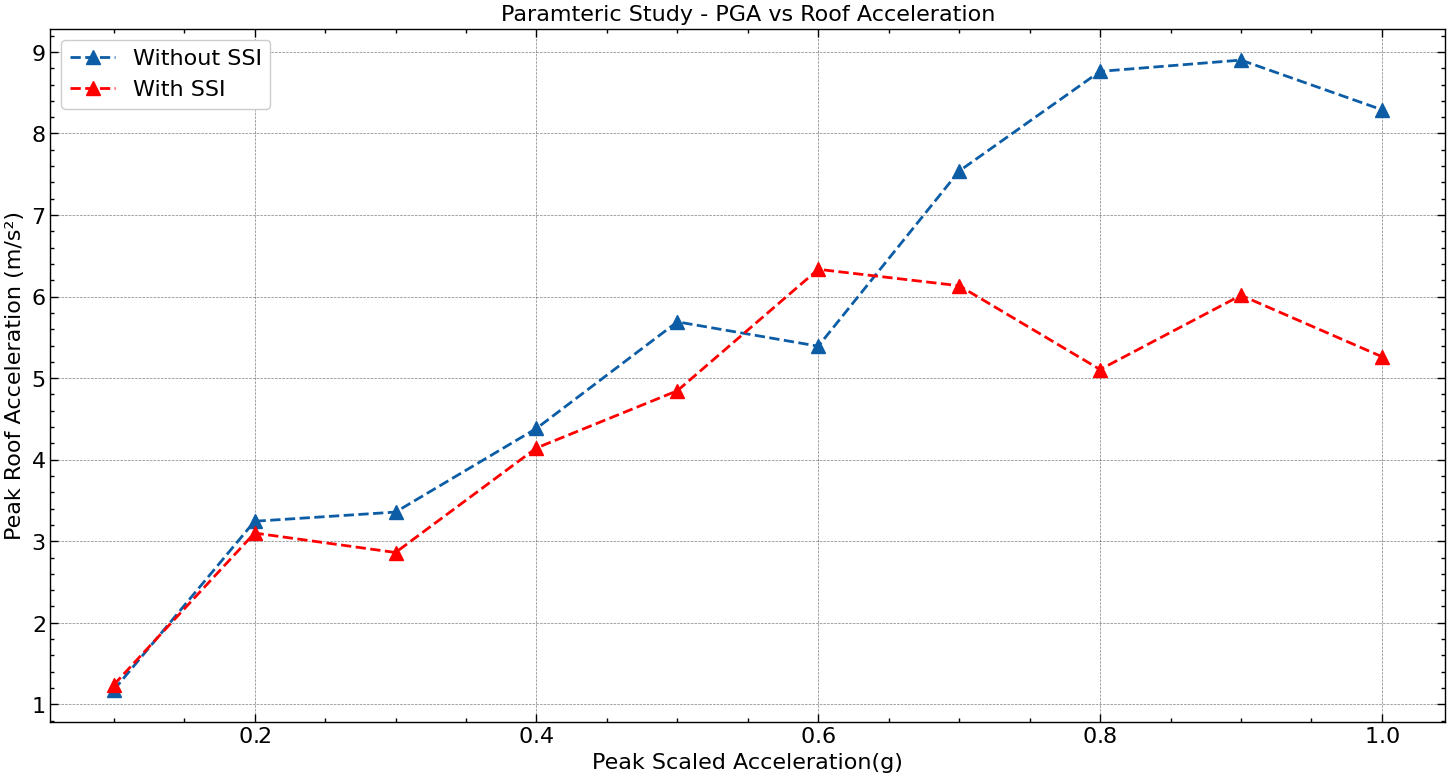 Paramteric Study - PGA vs Roof Acceleration
Without SSI
With SSI
9
8
7
6
5
4
3
2
1
Peak Roof Acceleration (m/s²)
0.2
0.4
0.6
0.8
1.0
Peak Scaled Acceleration(g)